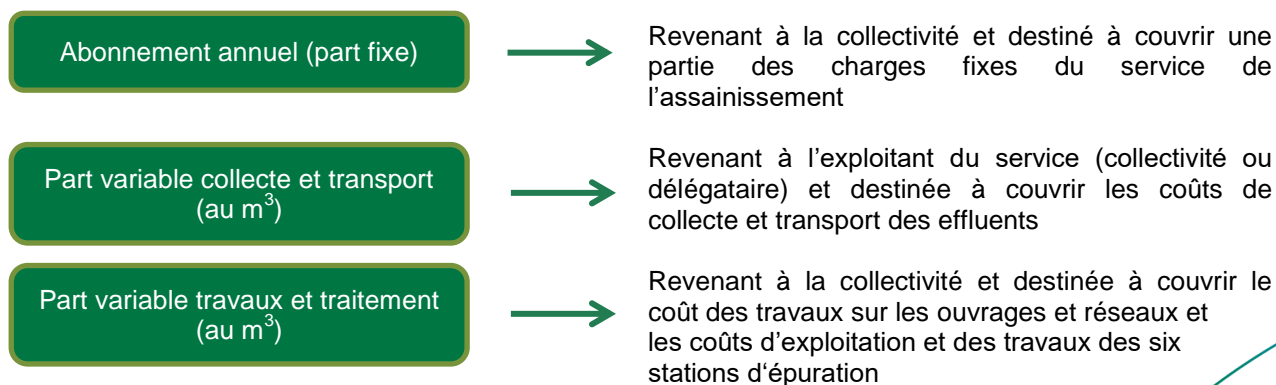 Abonnement annuel (part fixe)
Revenant à la collectivité et destiné à couvrir une
partie des charges fixes du service de
l'assainissement
Part variable collecte et transport
(au m³)
Revenant à l'exploitant du service (collectivité ou
délégataire) et destinée à couvrir les coûts de
collecte et transport des effluents
Part variable travaux et traitement
(au m³)
Revenant à la collectivité et destinée à couvrir le
coût des travaux sur les ouvrages et réseaux et
les coûts d'exploitation et des travaux des six
stations d‘épuration